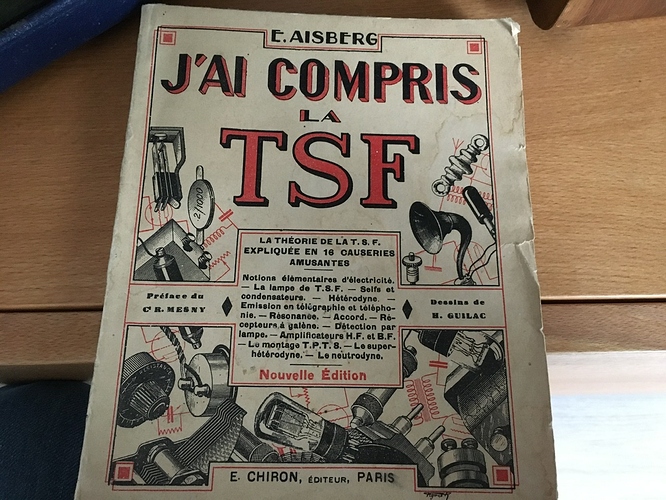 E. AISBERG
J'AI COMPRIS
LA
TSF
2/1000
LA THÉORIE DE LA T. S. F.
EXPLIQUÉE EN 16 CAUSERIES
AMUSANTES
Notions élémentaires d'électricité.
— La lampe de T.S.F. — Selfs et
condensateurs. — Hétérodyne. —
Emission en télégraphie et télépho-
nie. — Résonance. — Accord. — Ré-
cepteurs à galène. — Détection par
lampe. — Amplificateurs H.F. et B.F.
— Le montage T.P.T.S. — Le super-
hétérodyne. — Le neutrodyne.
Préface du
Ct R. MESNY
Dessins de
H. GUILAC
Nouvelle Édition
E. CHIRON, ÉDITEUR, PARIS